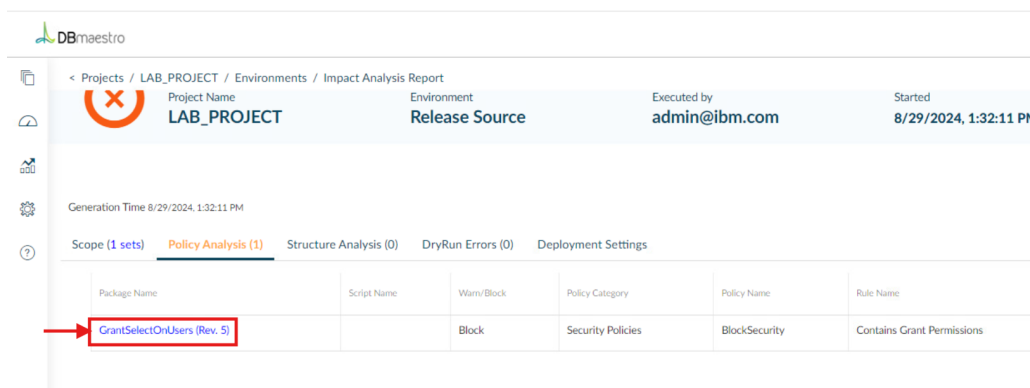 DBmaestro
< Projects / LAB_PROJECT / Environments / Impact Analysis Report
Project Name Environment Executed by Started
LAB_PROJECT Release Source admin@ibm.com 8/29/2024, 1:32:11 PM
Generation Time 8/29/2024, 1:32:11 PM
Scope (1 sets) Policy Analysis (1) Structure Analysis (0) DryRun Errors (0) Deployment Settings
Package Name Script Name Warn/Block Policy Category Policy Name Rule Name
GrantSelectOnUsers (Rev. 5) Block Security Policies BlockSecurity Contains Grant Permissions
?